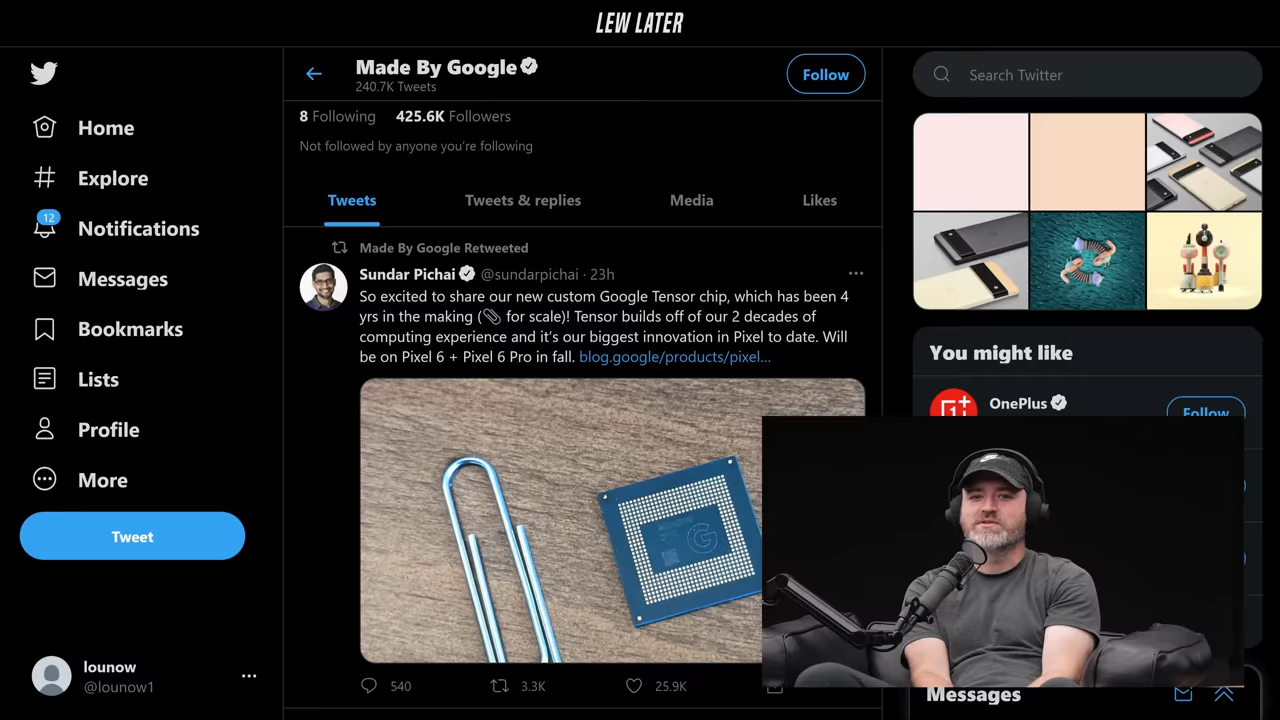 LEW LATER
Made By Google
240.7K Tweets
Follow
8 Following 425.6K Followers
Not followed by anyone you're following
Tweets
Tweets & replies
Media
Likes
Home
Explore
12
Notifications
Messages
Bookmarks
Lists
Profile
More
Tweet
lounow
@lounow1
Made By Google Retweeted
Sundar Pichai @sundarpichai · 23h
So excited to share our new custom Google Tensor chip, which has been 4
yrs in the making (📎 for scale)! Tensor builds off of our 2 decades of
computing experience and it's our biggest innovation in Pixel to date. Will
be on Pixel 6 + Pixel 6 Pro in fall. blog.google/products/pixel...
G
540
3.3K
25.9K
Search Twitter
You might like
OnePlus
Follow
Messages